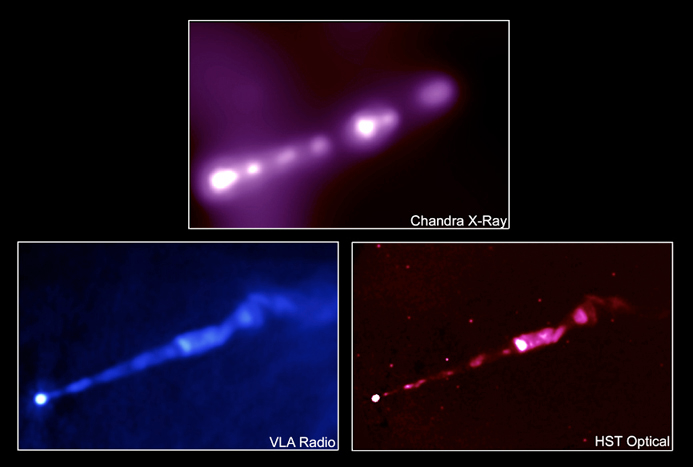 Chandra X-Ray
VLA Radio
HST Optical